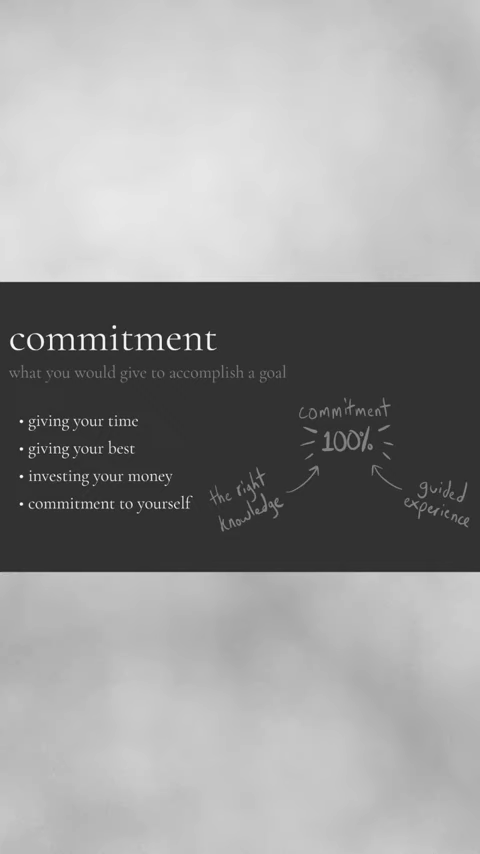 commitment
what you would give to accomplish a goal
• giving your time
• giving your best
• investing your money
• commitment to yourself
commitment
100%
the right
knowledge
guided
experience